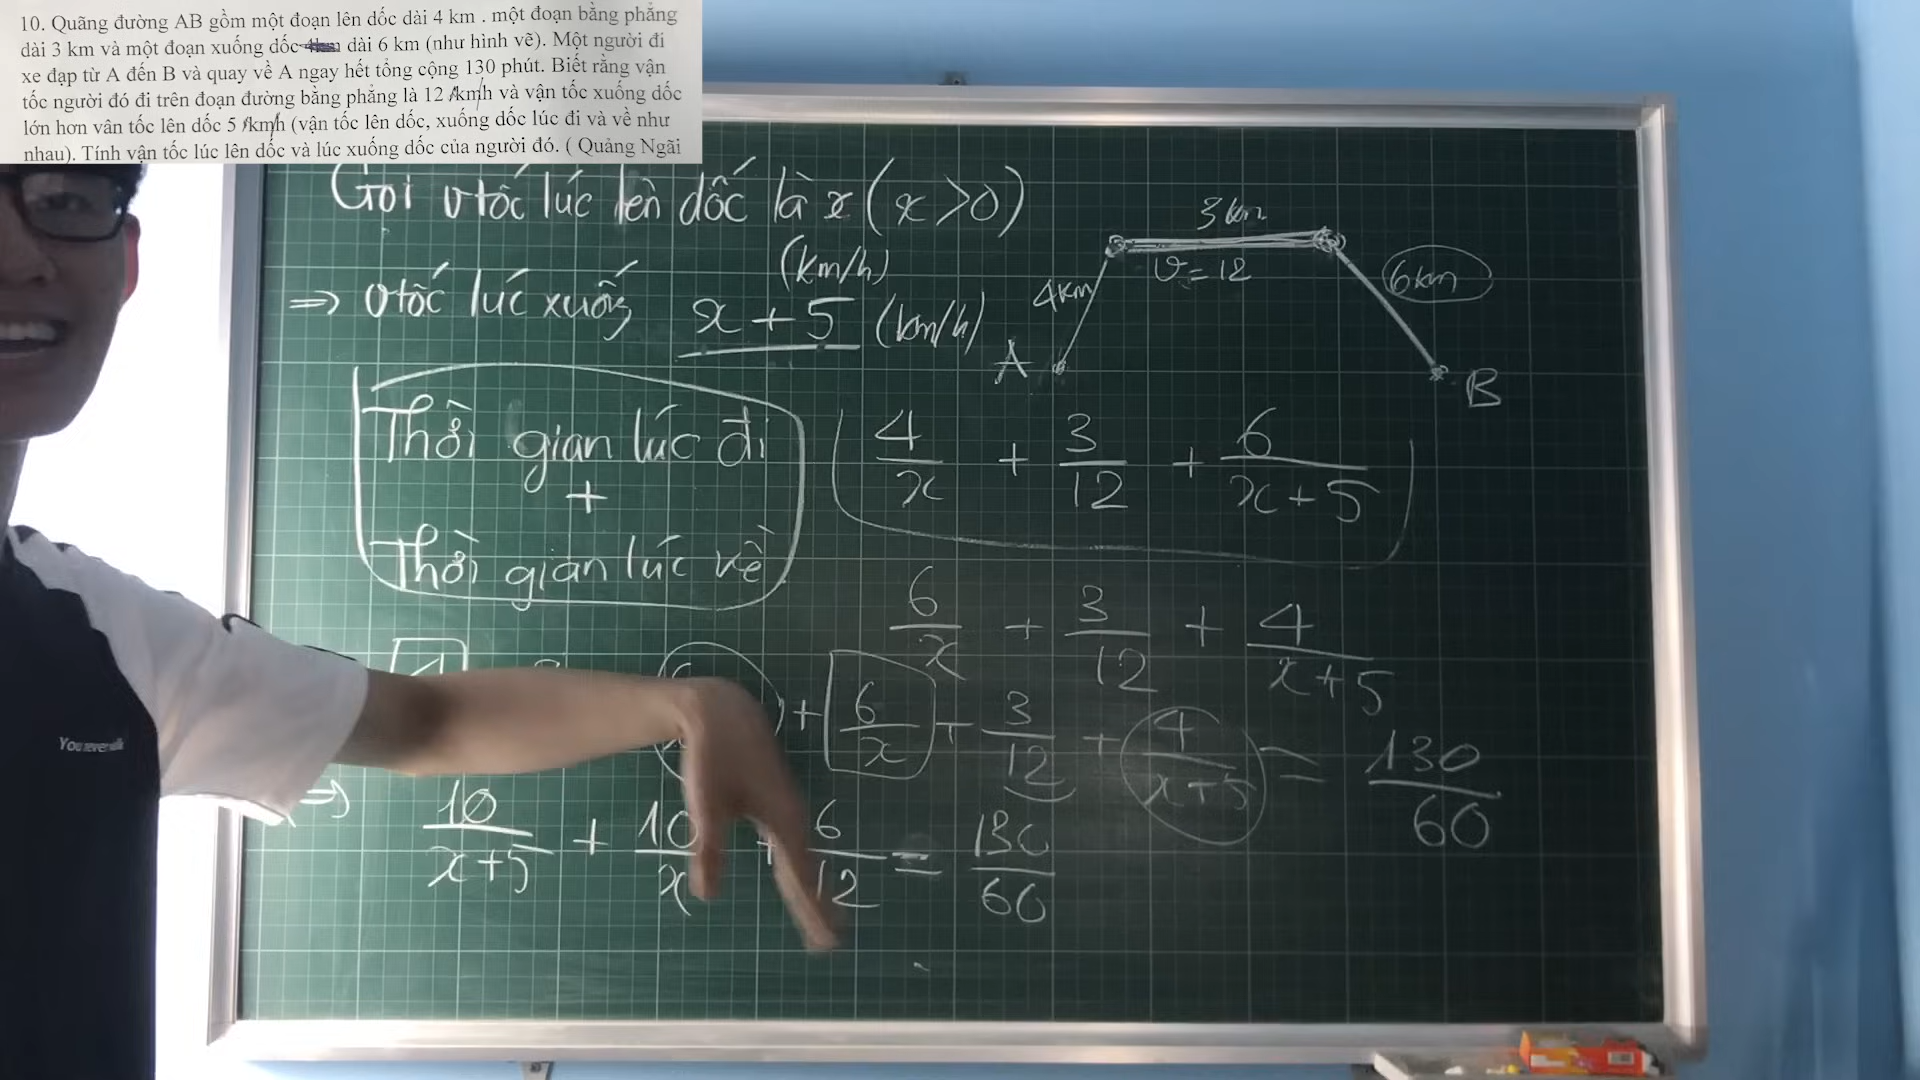 10. Quãng đường AB gồm một đoạn lên dốc dài 4 km . một đoạn bằng phẳng
dài 3 km và một đoạn xuống dốc dài 6 km (như hình vẽ). Một người đi
xe đạp từ A đến B và quay về A ngay hết tổng cộng 130 phút. Biết rằng vận
tốc người đó đi trên đoạn đường bằng phẳng là 12 km/h và vận tốc xuống dốc
lớn hơn vân tốc lên dốc 5 km/h (vận tốc lên dốc, xuống dốc lúc đi và về như
nhau). Tính vận tốc lúc lên dốc và lúc xuống dốc của người đó. ( Quảng Ngãi
Gọi v tốc lúc lên dốc là x (x>0)
(km/h)
=> v tốc lúc xuống x + 5 (km/h)
3 km
v = 12
4 km
6 km
A
B
Thời gian lúc đi
+
Thời gian lúc về
4/x + 3/12 + 6/(x+5)
6/x + 3/12 + 4/(x+5)
+ 6/x + 3/12 + 4/(x+5) = 130/60
=> 10/(x+5) + 10/x + 6/12 = 130/60